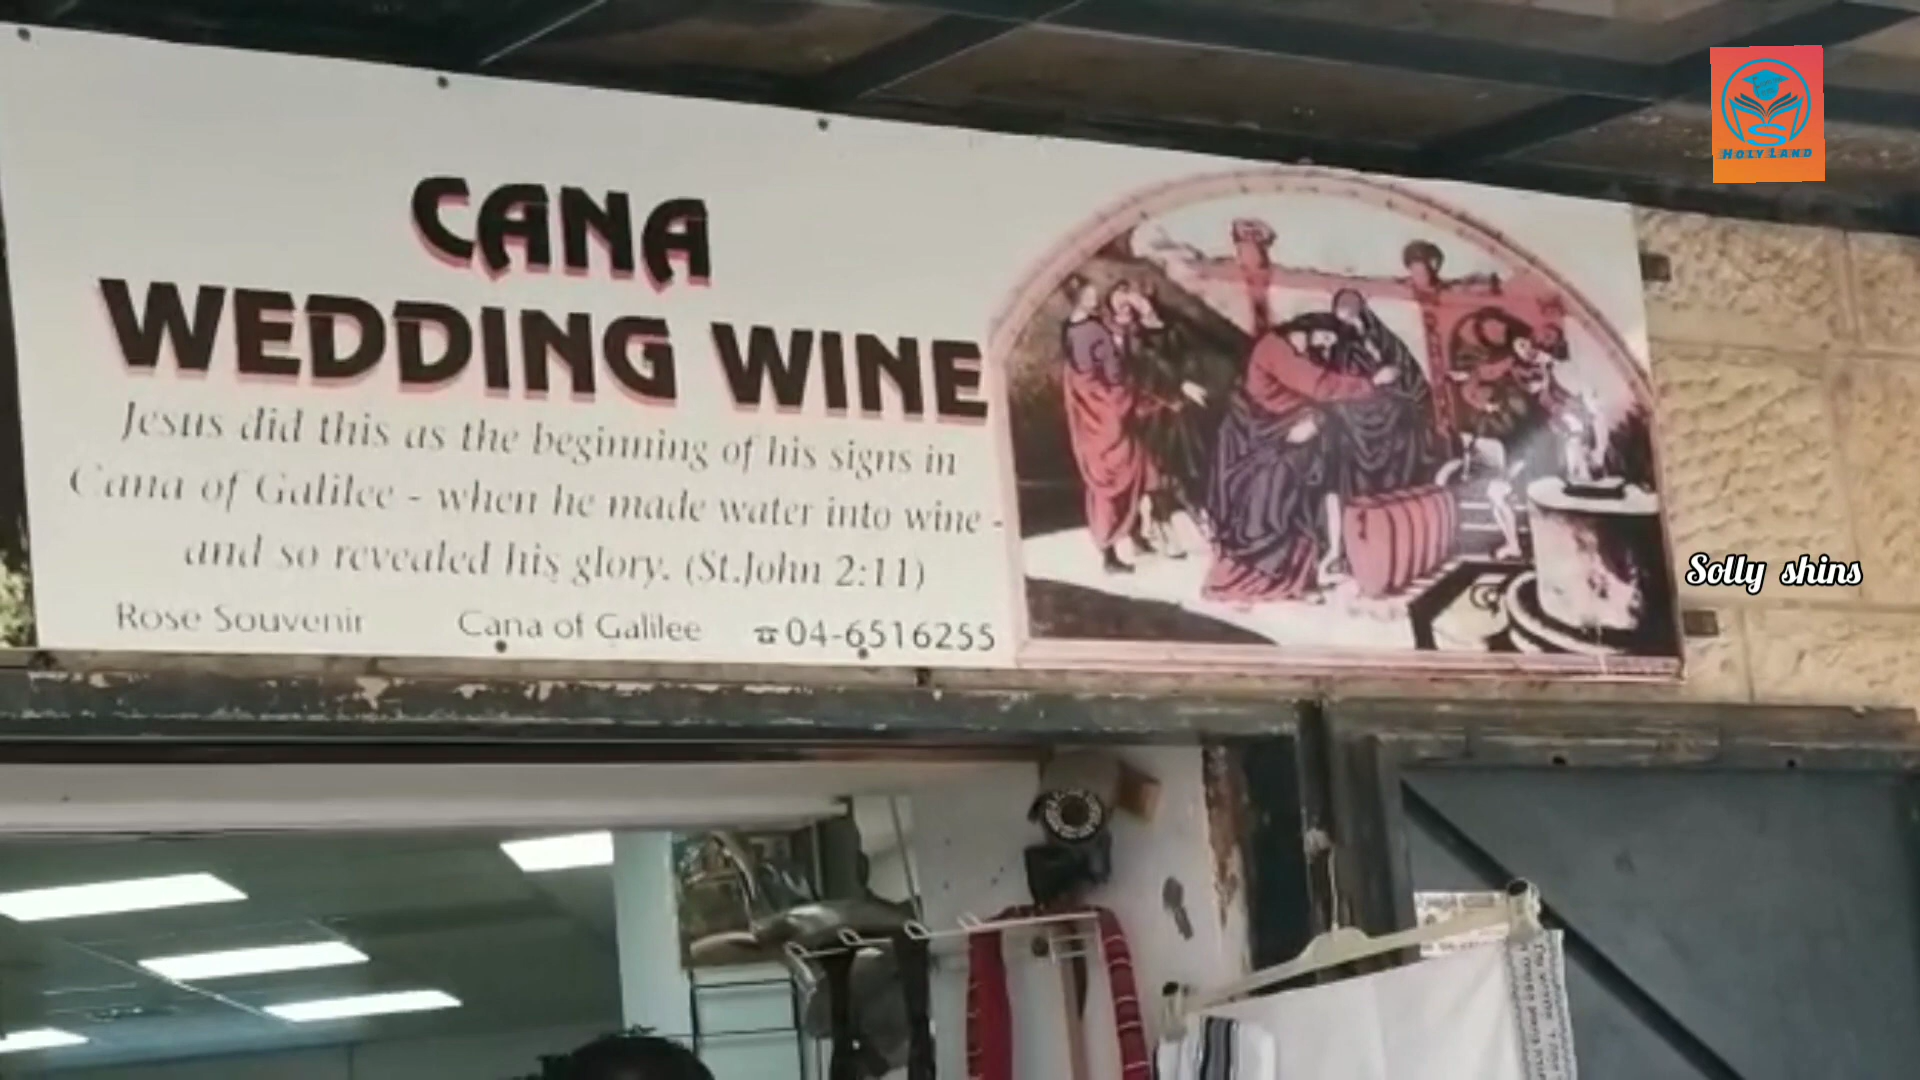 CANA
WEDDING WINE
Jesus did this as the beginning of his signs in
Cana of Galilee - when he made water into wine -
and so revealed his glory. (St.John 2:11)
Rose Souvenir Cana of Galilee ☎04-6516255
HOLY LAND
Solly shins